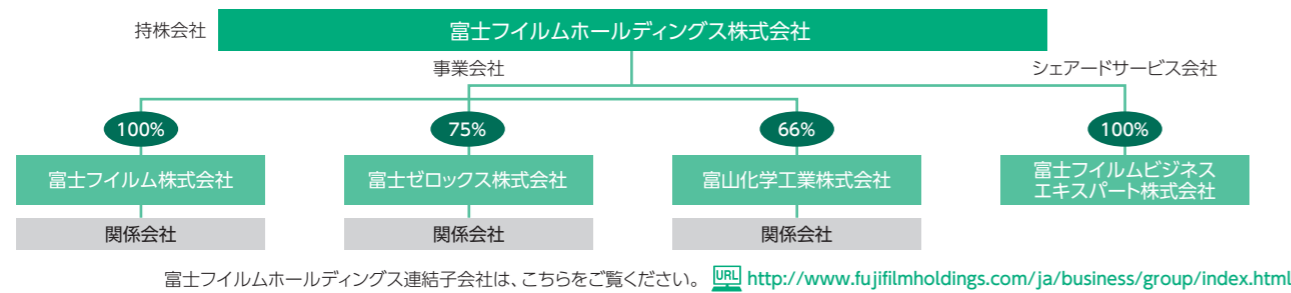 持株会社
富士フイルムホールディングス株式会社
事業会社
シェアードサービス会社
100%
75%
66%
100%
富士フイルム株式会社
富士ゼロックス株式会社
富山化学工業株式会社
富士フイルムビジネス
エキスパート株式会社
関係会社
関係会社
関係会社
富士フイルムホールディングス連結子会社は、こちらをご覧ください。 URL http://www.fujifilmholdings.com/ja/business/group/index.html